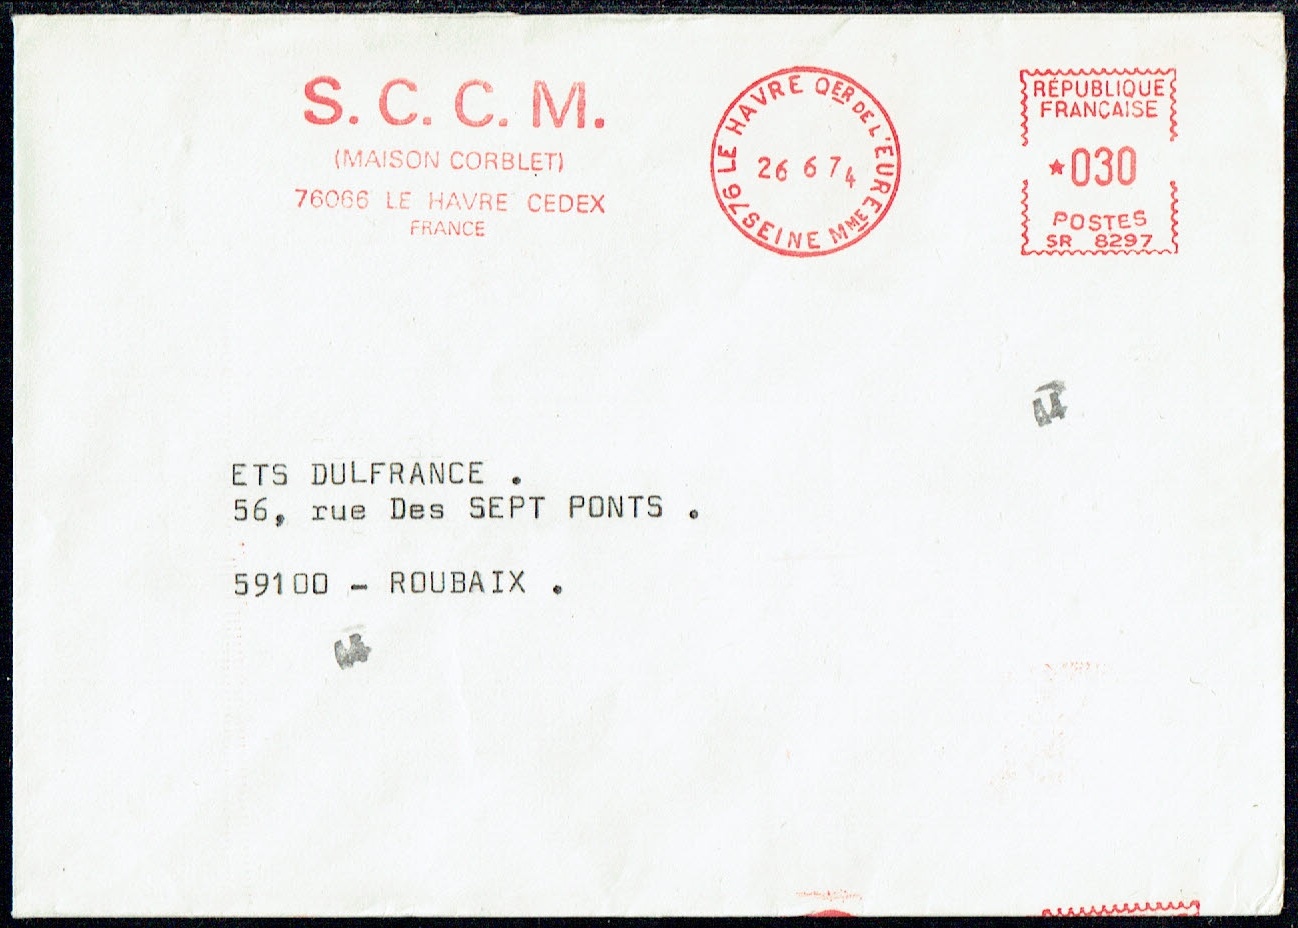 S. C. C. M.
(MAISON CORBLET)
76066 LE HAVRE CEDEX
FRANCE
76 LE HAVRE QER DE L'EURE
26 6 74
SEINE MME
RÉPUBLIQUE
FRANÇAISE
★030
POSTES
SR 8297
ETS DULFRANCE .
56, rue Des SEPT PONTS .
59100 - ROUBAIX .